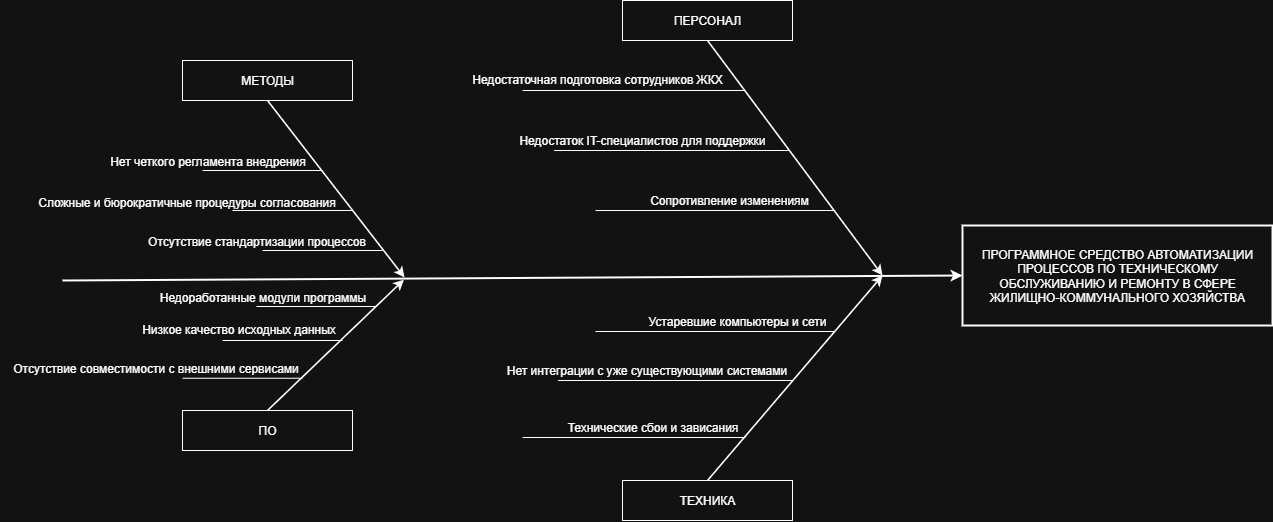 ПЕРСОНАЛ
МЕТОДЫ
Недостаточная подготовка сотрудников ЖКХ
Недостаток IT-специалистов для поддержки
Нет четкого регламента внедрения
Сложные и бюрократичные процедуры согласования
Сопротивление изменениям
Отсутствие стандартизации процессов
ПРОГРАММНОЕ СРЕДСТВО АВТОМАТИЗАЦИИ
ПРОЦЕССОВ ПО ТЕХНИЧЕСКОМУ
ОБСЛУЖИВАНИЮ И РЕМОНТУ В СФЕРЕ
ЖИЛИЩНО-КОММУНАЛЬНОГО ХОЗЯЙСТВА
Недоработанные модули программы
Низкое качество исходных данных
Устаревшие компьютеры и сети
Отсутствие совместимости с внешними сервисами
Нет интеграции с уже существующими системами
Технические сбои и зависания
ПО
ТЕХНИКА